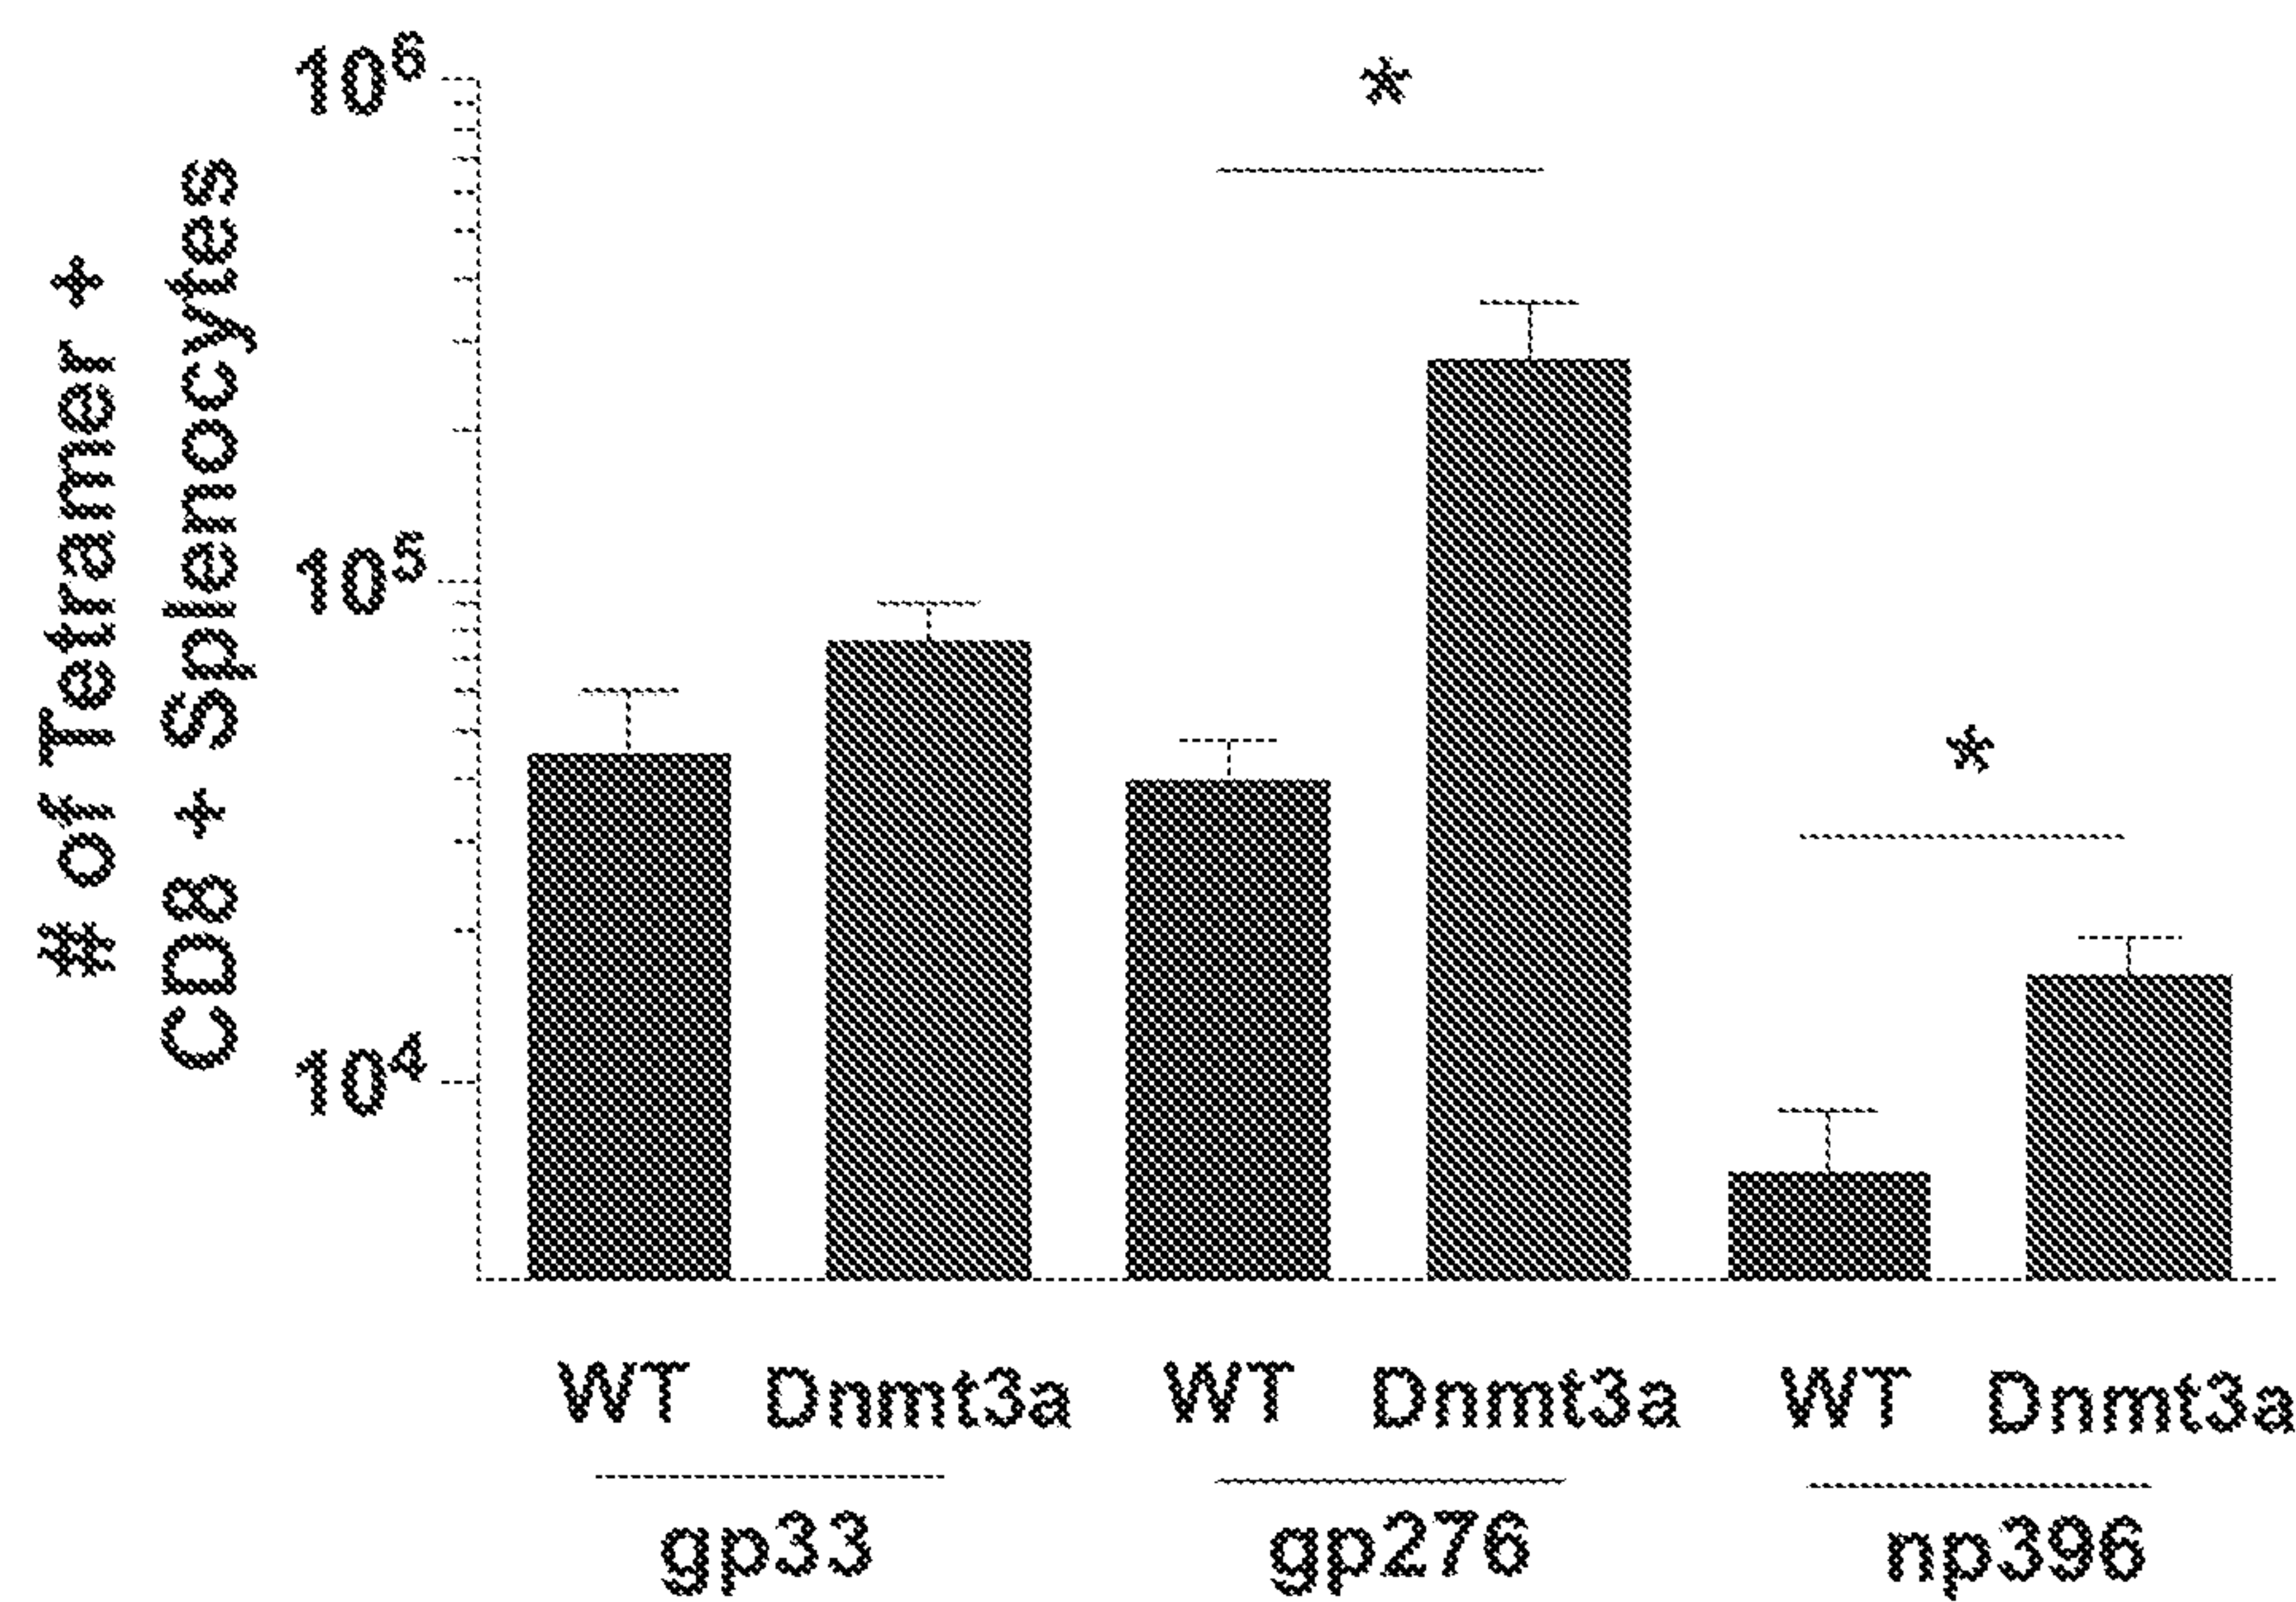 # of Tetramer +
CD8 + Splenocytes
10⁶
10⁵
10⁴
*
*
WT Dnmt3a WT Dnmt3a WT Dnmt3a
gp33 gp276 np396